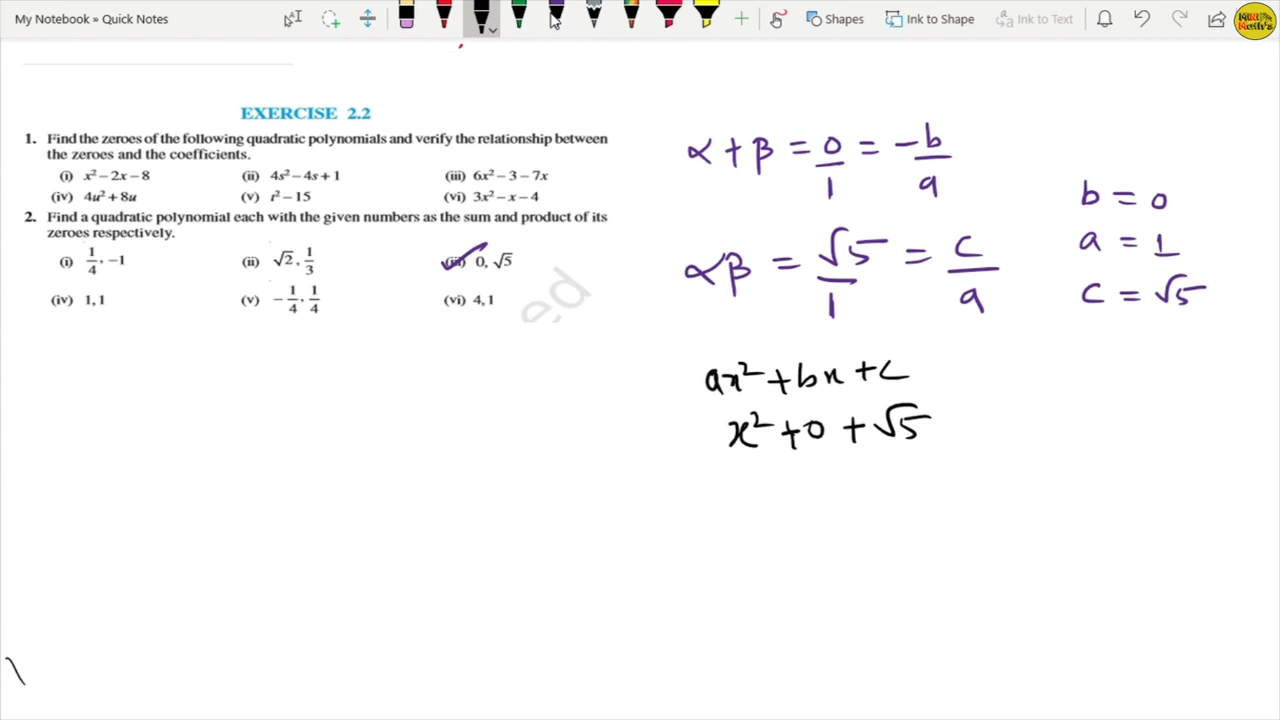 My Notebook » Quick Notes
Shapes
Ink to Shape
Ink to Text
EXERCISE 2.2
1. Find the zeroes of the following quadratic polynomials and verify the relationship between
the zeroes and the coefficients.
(i) x² – 2x – 8 (ii) 4s² – 4s + 1 (iii) 6x² – 3 – 7x
(iv) 4u² + 8u (v) t² – 15 (vi) 3x² – x – 4
2. Find a quadratic polynomial each with the given numbers as the sum and product of its
zeroes respectively.
(i) 1/4, –1 (ii) √2, 1/3 (iii) 0, √5
(iv) 1, 1 (v) –1/4, 1/4 (vi) 4, 1
α + β = 0/1 = -b/a
αβ = √5/1 = c/a
b = 0
a = 1
c = √5
ax² + bx + c
x² + 0 + √5